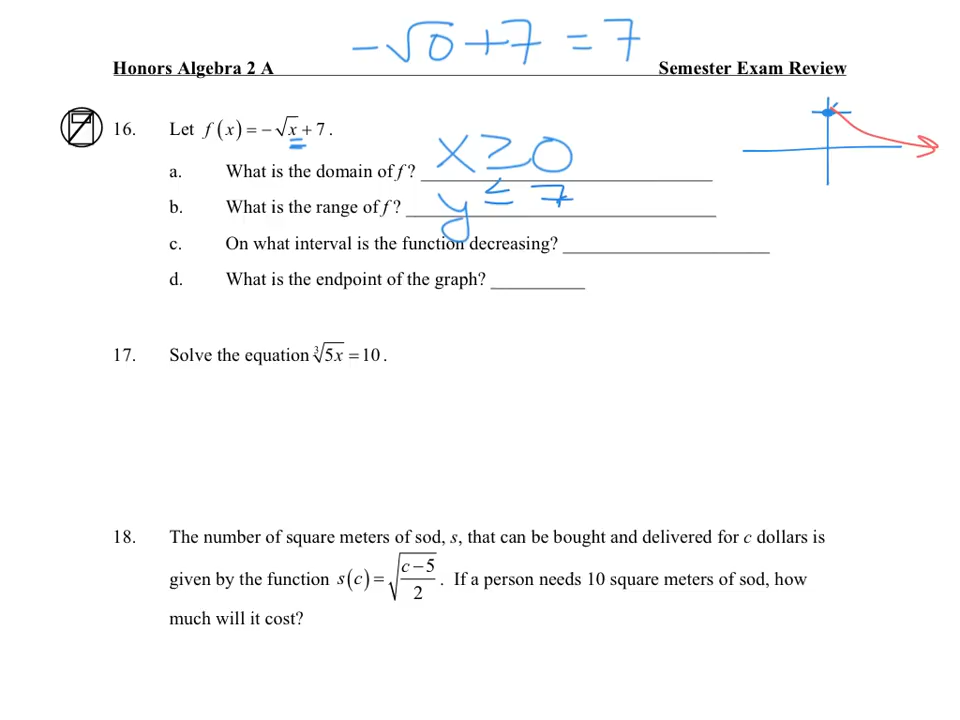 -√0 +7 = 7
Honors Algebra 2 A Semester Exam Review
16. Let f(x) = -√x + 7.
a. What is the domain of f? x ≥ 0
b. What is the range of f? y ≤ 7
c. On what interval is the function decreasing? ____________________
d. What is the endpoint of the graph? __________
17. Solve the equation ∛5x = 10.
18. The number of square meters of sod, s, that can be bought and delivered for c dollars is
given by the function s(c) = √((c-5)/2). If a person needs 10 square meters of sod, how
much will it cost?